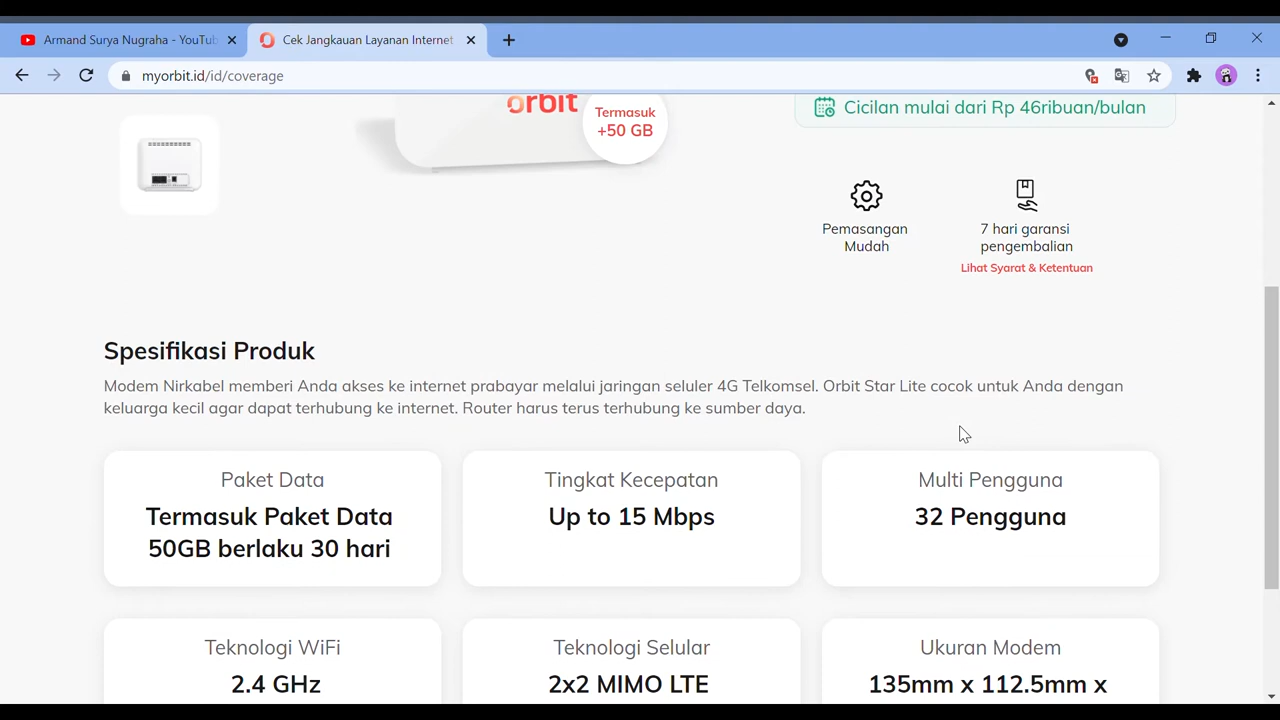 Armand Surya Nugraha - YouTub
Cek Jangkauan Layanan Internet
myorbit.id/id/coverage
orbit
Termasuk
+50 GB
Cicilan mulai dari Rp 46ribuan/bulan
Pemasangan
Mudah
7 hari garansi
pengembalian
Lihat Syarat & Ketentuan
Spesifikasi Produk
Modem Nirkabel memberi Anda akses ke internet prabayar melalui jaringan seluler 4G Telkomsel. Orbit Star Lite cocok untuk Anda dengan
keluarga kecil agar dapat terhubung ke internet. Router harus terus terhubung ke sumber daya.
Paket Data
Termasuk Paket Data
50GB berlaku 30 hari
Tingkat Kecepatan
Up to 15 Mbps
Multi Pengguna
32 Pengguna
Teknologi WiFi
2.4 GHz
Teknologi Selular
2x2 MIMO LTE
Ukuran Modem
135mm x 112.5mm x